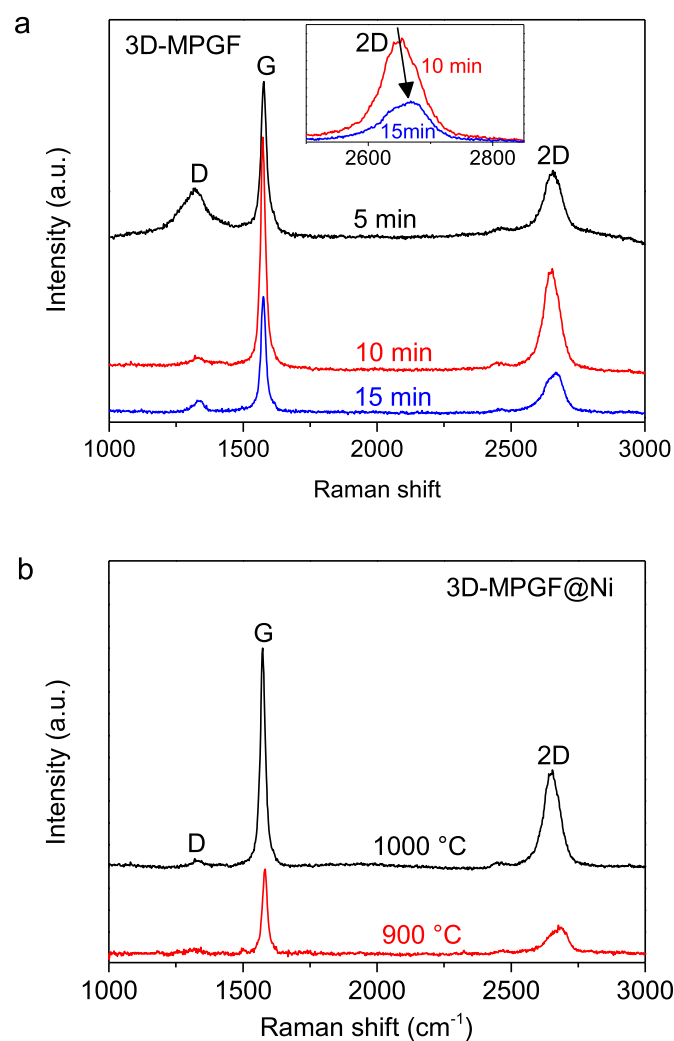 a
3D-MPGF
G
D
2D
5 min
10 min
15 min
2D
10 min
15min
2600 2800
Intensity (a.u.)
1000 1500 2000 2500 3000
Raman shift
b
3D-MPGF@Ni
G
D
2D
1000 °C
900 °C
Intensity (a.u.)
1000 1500 2000 2500 3000
Raman shift (cm⁻¹)